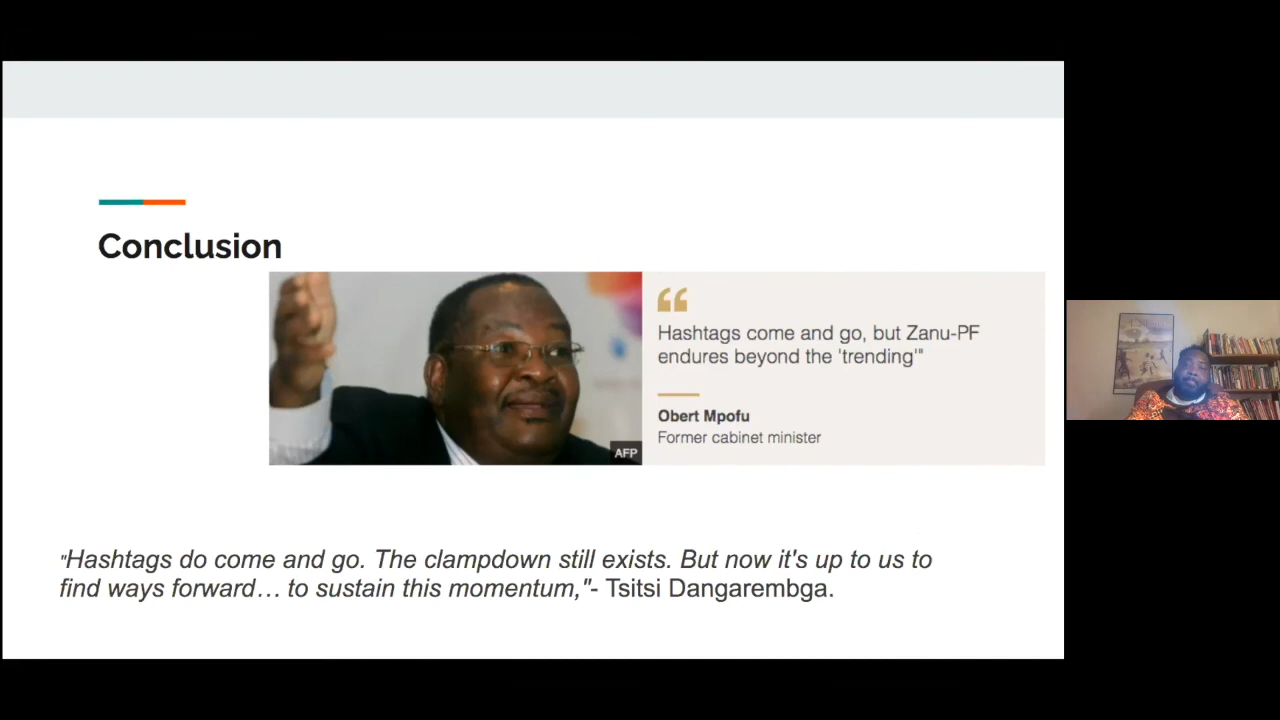 Conclusion
“
Hashtags come and go, but Zanu-PF
endures beyond the 'trending'"
Obert Mpofu
Former cabinet minister
AFP
"Hashtags do come and go. The clampdown still exists. But now it's up to us to
find ways forward… to sustain this momentum,"- Tsitsi Dangarembga.